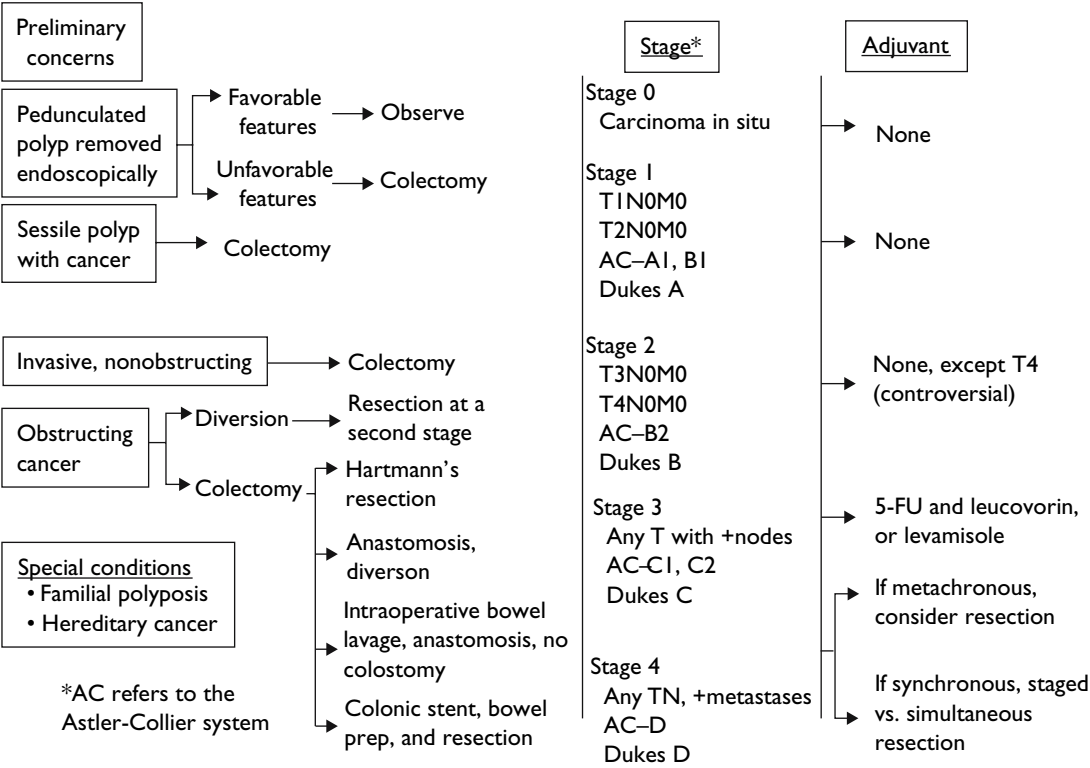 Preliminary
concerns
Pedunculated
polyp removed
endoscopically
Favorable
features
Observe
Unfavorable
features
Colectomy
Sessile polyp
with cancer
Colectomy
Invasive, nonobstructing
Colectomy
Obstructing
cancer
Diversion
Resection at a
second stage
Colectomy
Hartmann's
resection
Anastomosis,
diverson
Intraoperative bowel
lavage, anastomosis, no
colostomy
Colonic stent, bowel
prep, and resection
Special conditions
• Familial polyposis
• Hereditary cancer
*AC refers to the
Astler-Collier system
Stage*
Stage 0
Carcinoma in situ
Stage I
T1N0M0
T2N0M0
AC–A1, B1
Dukes A
Stage 2
T3N0M0
T4N0M0
AC–B2
Dukes B
Stage 3
Any T with +nodes
AC–C1, C2
Dukes C
Stage 4
Any TN, +metastases
AC–D
Dukes D
Adjuvant
None
None
None, except T4
(controversial)
5-FU and leucovorin,
or levamisole
If metachronous,
consider resection
If synchronous, staged
vs. simultaneous
resection